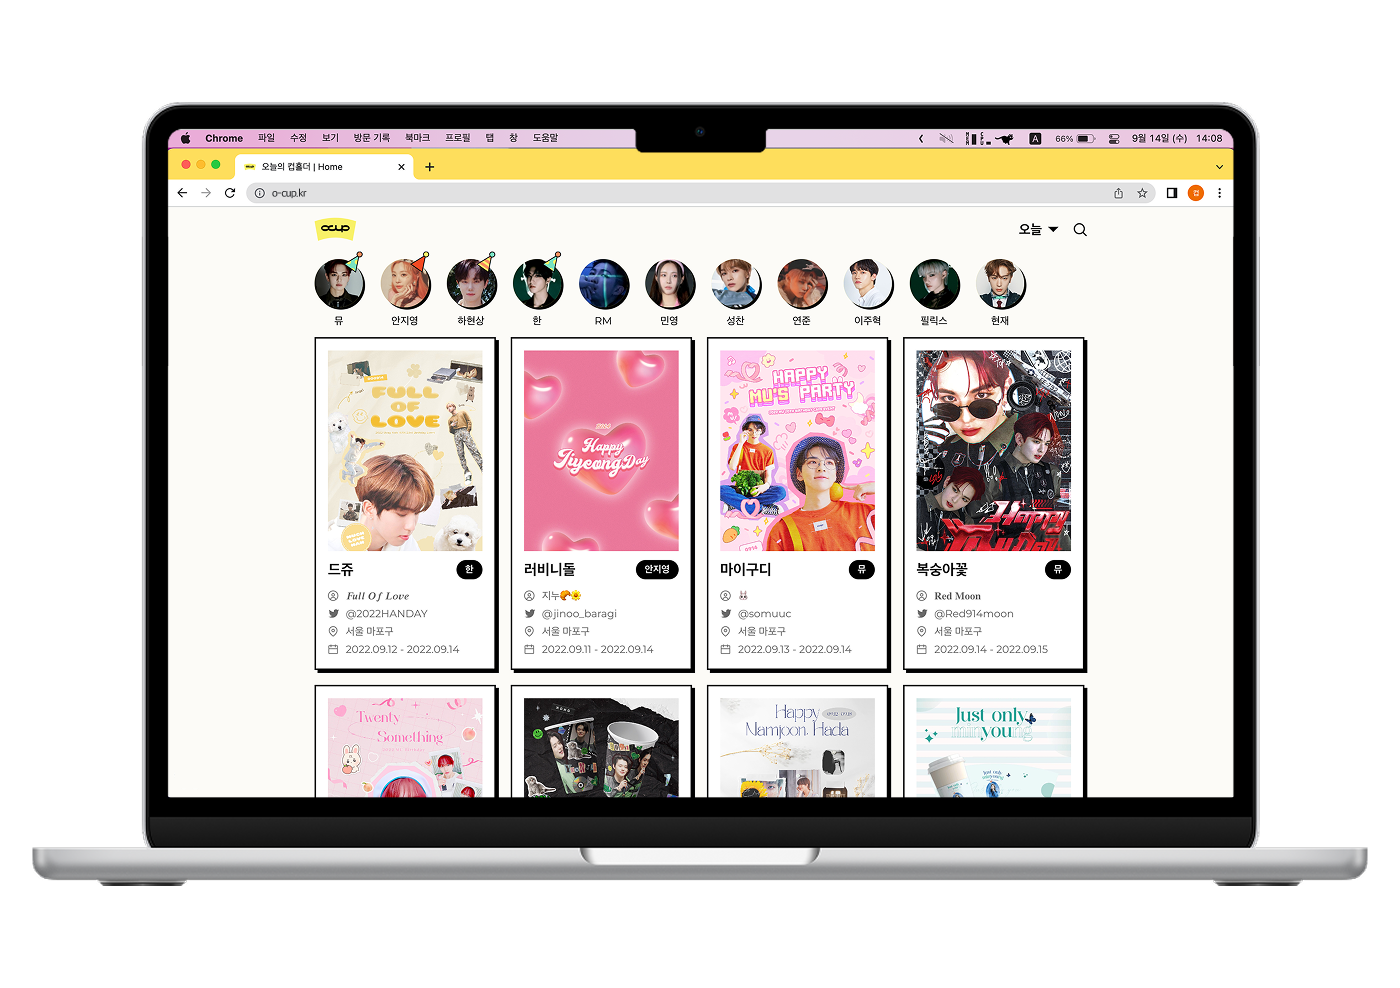 Chrome 파일 수정 보기 방문 기록 북마크 프로필 탭 창 도움말
A 66% 9월 14일 (수) 14:08
오늘의 컵홀더 | Home
o-cup.kr
컵
ocup
오늘
뮤 안지영 하현상 한 RM 민영 성찬 연준 이주혁 필릭스 현재
FULL
OF
LOVE
드쥬 한
Full Of Love
@2022HANDAY
서울 마포구
2022.09.12 - 2022.09.14
Happy
Jiyeong Day
러비니돌 안지영
지누🥐🌼
@jinoo_baragi
서울 마포구
2022.09.11 - 2022.09.14
HAPPY
MU'S PARTY
마이구디 뮤
🐰
@somuuc
서울 마포구
2022.09.13 - 2022.09.14
Happy
복숭아꽃 뮤
Red Moon
@Red914moon
서울 마포구
2022.09.14 - 2022.09.15
Twenty
Something
Happy
Namjoon, Hada
Just only
minyoung
Just only